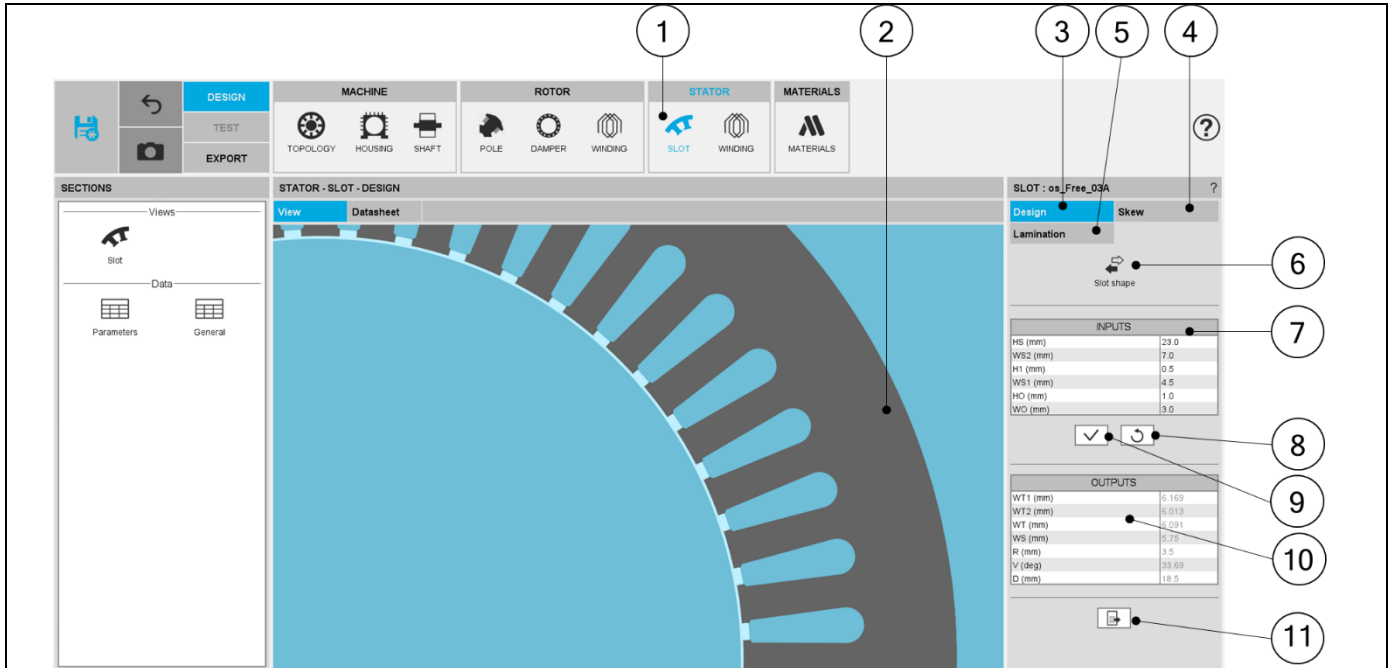 1
2
3
5
4
DESIGN
TEST
EXPORT
MACHINE
TOPOLOGY
HOUSING
SHAFT
ROTOR
POLE
DAMPER
WINDING
STATOR
SLOT
WINDING
MATERIALS
MATERIALS
?
SECTIONS
Views
Slot
Data
Parameters
General
STATOR - SLOT - DESIGN
View
Datasheet
SLOT : os_Free_03A ?
Design
Skew
Lamination
Slot shape
6
INPUTS
7
HS (mm) 23.0
WS2 (mm) 7.0
H1 (mm) 0.5
WS1 (mm) 4.5
HO (mm) 1.0
WO (mm) 3.0
8
9
OUTPUTS
WT1 (mm) 6.169
WT2 (mm) 6.013
WT (mm) 6.091
WS (mm) 5.75
R (mm) 3.5
V (deg) 33.69
D (mm) 18.5
10
11